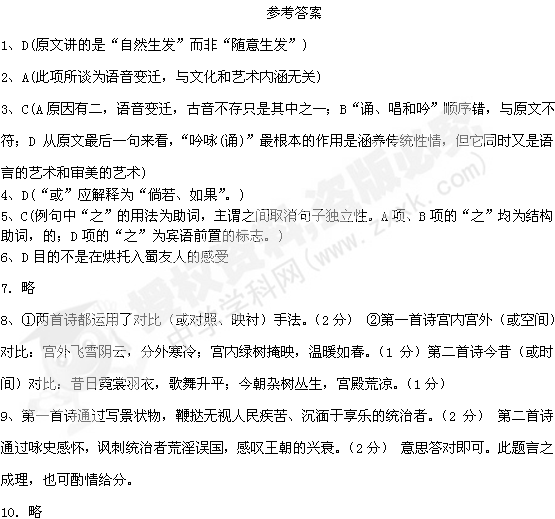 参考答案
1、D(原文讲的是“自然生发”而非“随意生发”)
2、A(此项所谈为语音变迁，与文化和艺术内涵无关)
3、C(A原因有二，语音变迁，古音不存只是其中之一；B“诵、唱和吟”顺序错，与原文不
符；D 从原文最后一句来看，“吟咏(诵)”最根本的作用是涵养传统性情，但它同时又是语
言的艺术和审美的艺术)
4、D(“或”应解释为“倘若、如果”。)
5、C(例句中“之”的用法为助词，主谓之间取消句子独立性。A项、B项的“之”均为结构
助词，的；D项的“之”为宾语前置的标志。)
6、D 目的不是在烘托入蜀友人的感受
7．略
8、①两首诗都运用了对比（或对照、映衬）手法。（2分） ②第一首诗宫内宫外（或空间）
对比：宫外飞雪阴云，分外寒冷；宫内绿树掩映，温暖如春。（1 分）第二首诗今昔（或时
间）对比：昔日霓裳羽衣，歌舞升平；今朝杂树丛生，宫殿荒凉。（1分）
9、第一首诗通过写景状物，鞭挞无视人民疾苦、沉湎于享乐的统治者。（2 分） 第二首诗
通过咏史感怀，讽刺统治者荒淫误国，感叹王朝的兴衰。（2分） 意思答对即可。此题言之
成理，也可酌情给分。
10．略